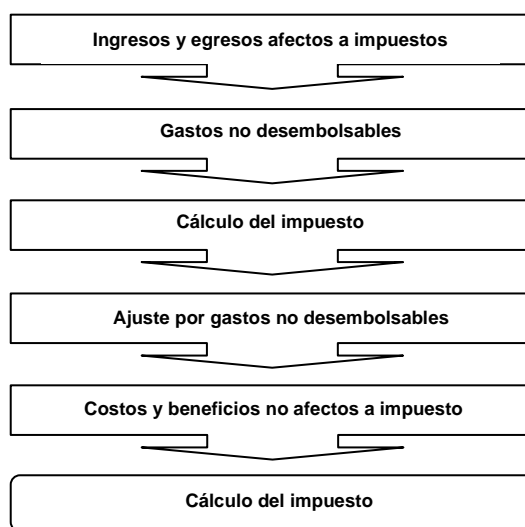 Ingresos y egresos afectos a impuestos
Gastos no desembolsables
Cálculo del impuesto
Ajuste por gastos no desembolsables
Costos y beneficios no afectos a impuesto
Cálculo del impuesto